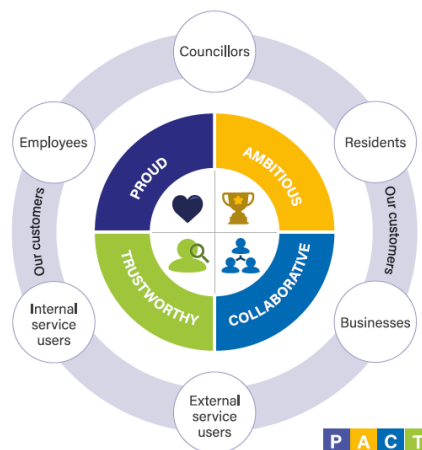 Councillors
Employees
Residents
PROUD
AMBITIOUS
Our customers
Our customers
TRUSTWORTHY
COLLABORATIVE
Internal
service
users
Businesses
External
service
users
P A C T